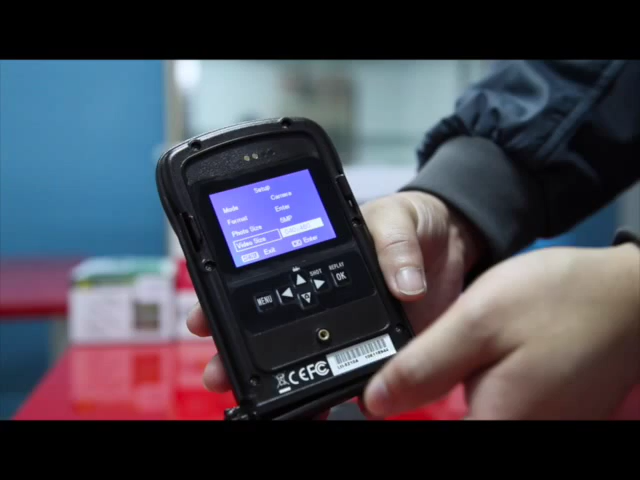 Setup
Mode Camera
Format Enter
Photo Size 5MP
Video Size
Exit Enter
SHOT REPLAY
MENU OK
CE FC